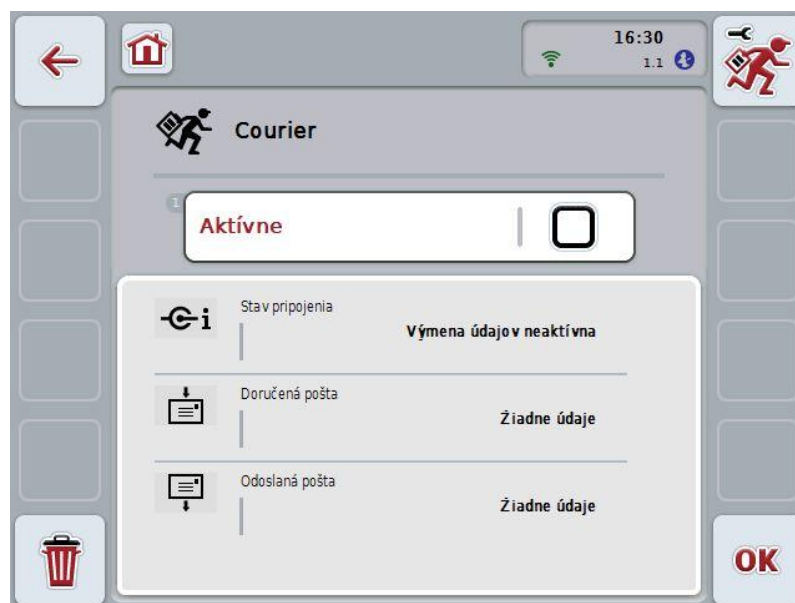 16:30
1.1
Courier
1
Aktívne
Stav pripojenia
Výmena údajov neaktívna
Doručená pošta
Žiadne údaje
Odoslaná pošta
Žiadne údaje
OK